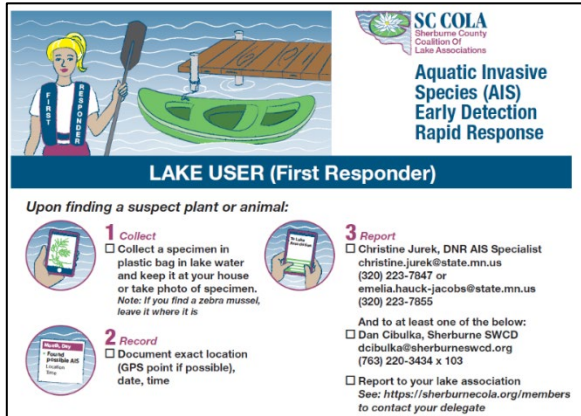 SC COLA
Sherburne County
Coalition Of
Lake Associations
Aquatic Invasive
Species (AIS)
Early Detection
Rapid Response
FIRST
RESPONDER
LAKE USER (First Responder)
Upon finding a suspect plant or animal:
1 Collect
Collect a specimen in
plastic bag in lake water
and keep it at your house
or take photo of specimen.
Note: If you find a zebra mussel,
leave it where it is
Month, Day
- Found
possible AIS
Location
Time
2 Record
Document exact location
(GPS point if possible),
date, time
3 Report
Christine Jurek, DNR AIS Specialist
christine.jurek@state.mn.us
(320) 223-7847 or
emelia.hauck-jacobs@state.mn.us
(320) 223-7855
And to at least one of the below:
Dan Cibulka, Sherburne SWCD
dcibulka@sherburneswcd.org
(763) 220-3434 x 103
Report to your lake association
See: https://sherburnecola.org/members
to contact your delegate